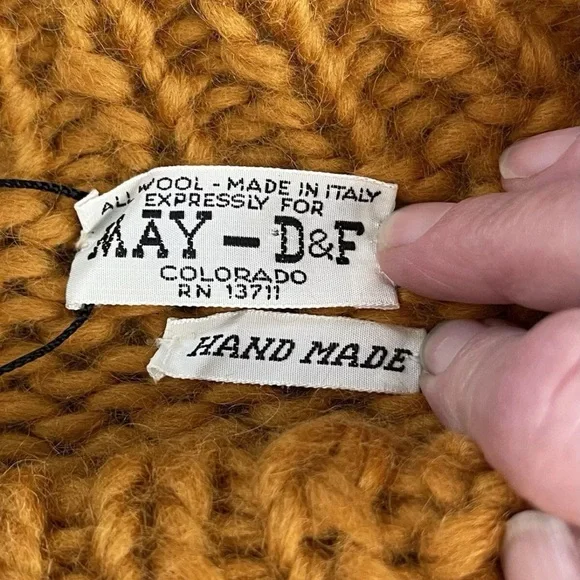 ALL WOOL - MADE IN ITALY
EXPRESSLY FOR
MAY - D&F
COLORADO
RN 13711
HAND MADE